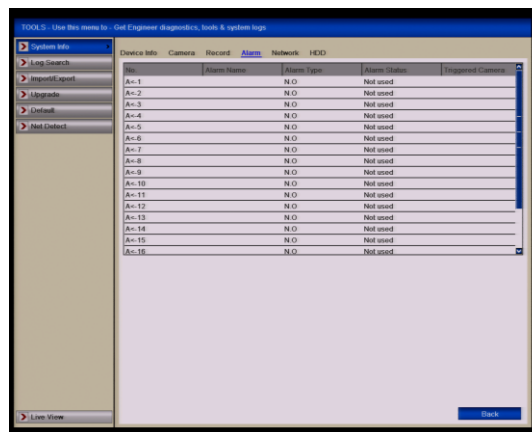 TOOLS - Use this menu to - Get Engineer diagnostics, tools & system logs
System Info
Log Search
Import/Export
Upgrade
Default
Net Detect
Device Info Camera Record Alarm Network HDD
No. Alarm Name Alarm Type Alarm Status Triggered Camera
A<-1 N.O Not used
A<-2 N.O Not used
A<-3 N.O Not used
A<-4 N.O Not used
A<-5 N.O Not used
A<-6 N.O Not used
A<-7 N.O Not used
A<-8 N.O Not used
A<-9 N.O Not used
A<-10 N.O Not used
A<-11 N.O Not used
A<-12 N.O Not used
A<-13 N.O Not used
A<-14 N.O Not used
A<-15 N.O Not used
A<-16 N.O Not used
Live View
Back